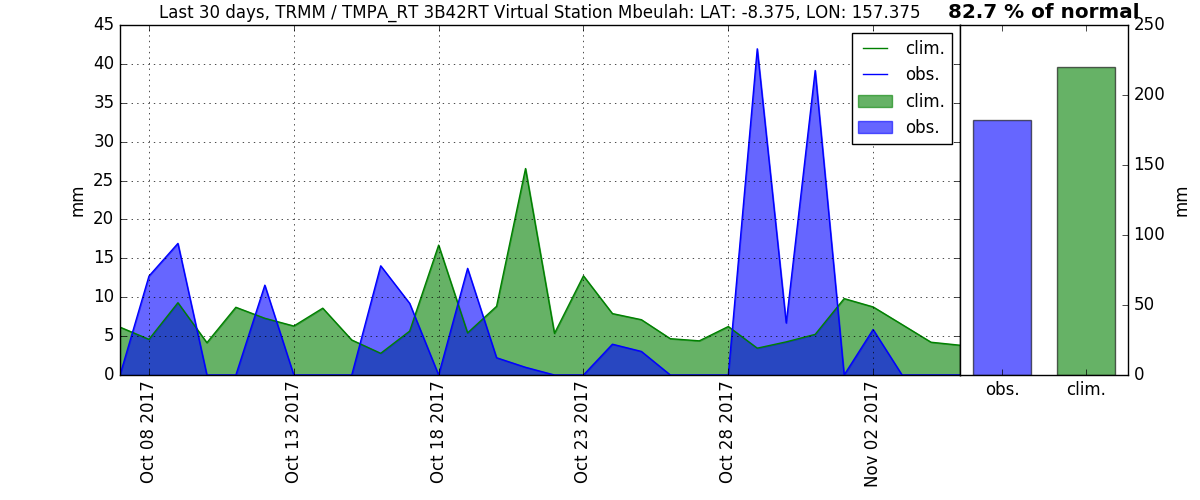 Last 30 days, TRMM / TMPA_RT 3B42RT Virtual Station Mbeulah: LAT: -8.375, LON: 157.375
82.7 % of normal
mm
45
40
35
30
25
20
15
10
5
0
clim.
obs.
clim.
obs.
Oct 08 2017
Oct 13 2017
Oct 18 2017
Oct 23 2017
Oct 28 2017
Nov 02 2017
250
200
150
100
50
0
mm
obs.
clim.